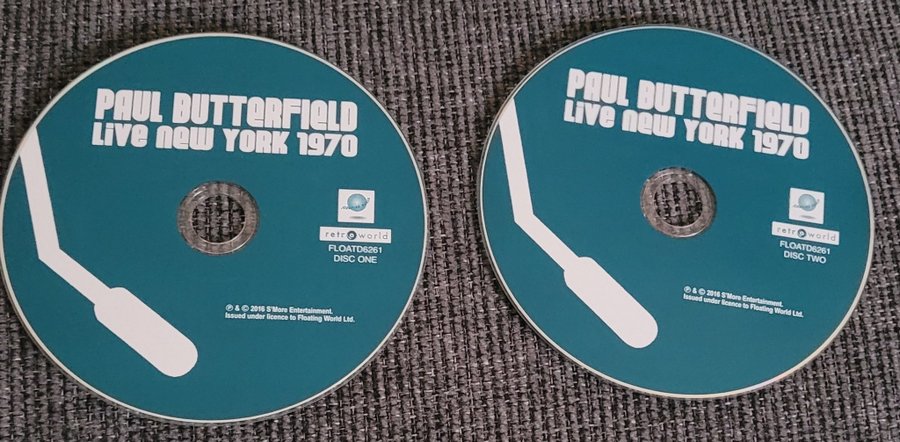 PAUL BUTTERFIELD
LIVE NEW YORK 1970
retroworld
FLOATD6261
DISC ONE
℗ & © 2016 S'More Entertainment.
Issued under licence to Floating World Ltd.
PAUL BUTTERFIELD
LIVE NEW YORK 1970
retroworld
FLOATD6261
DISC TWO
℗ & © 2016 S'More Entertainment.
Issued under licence to Floating World Ltd.